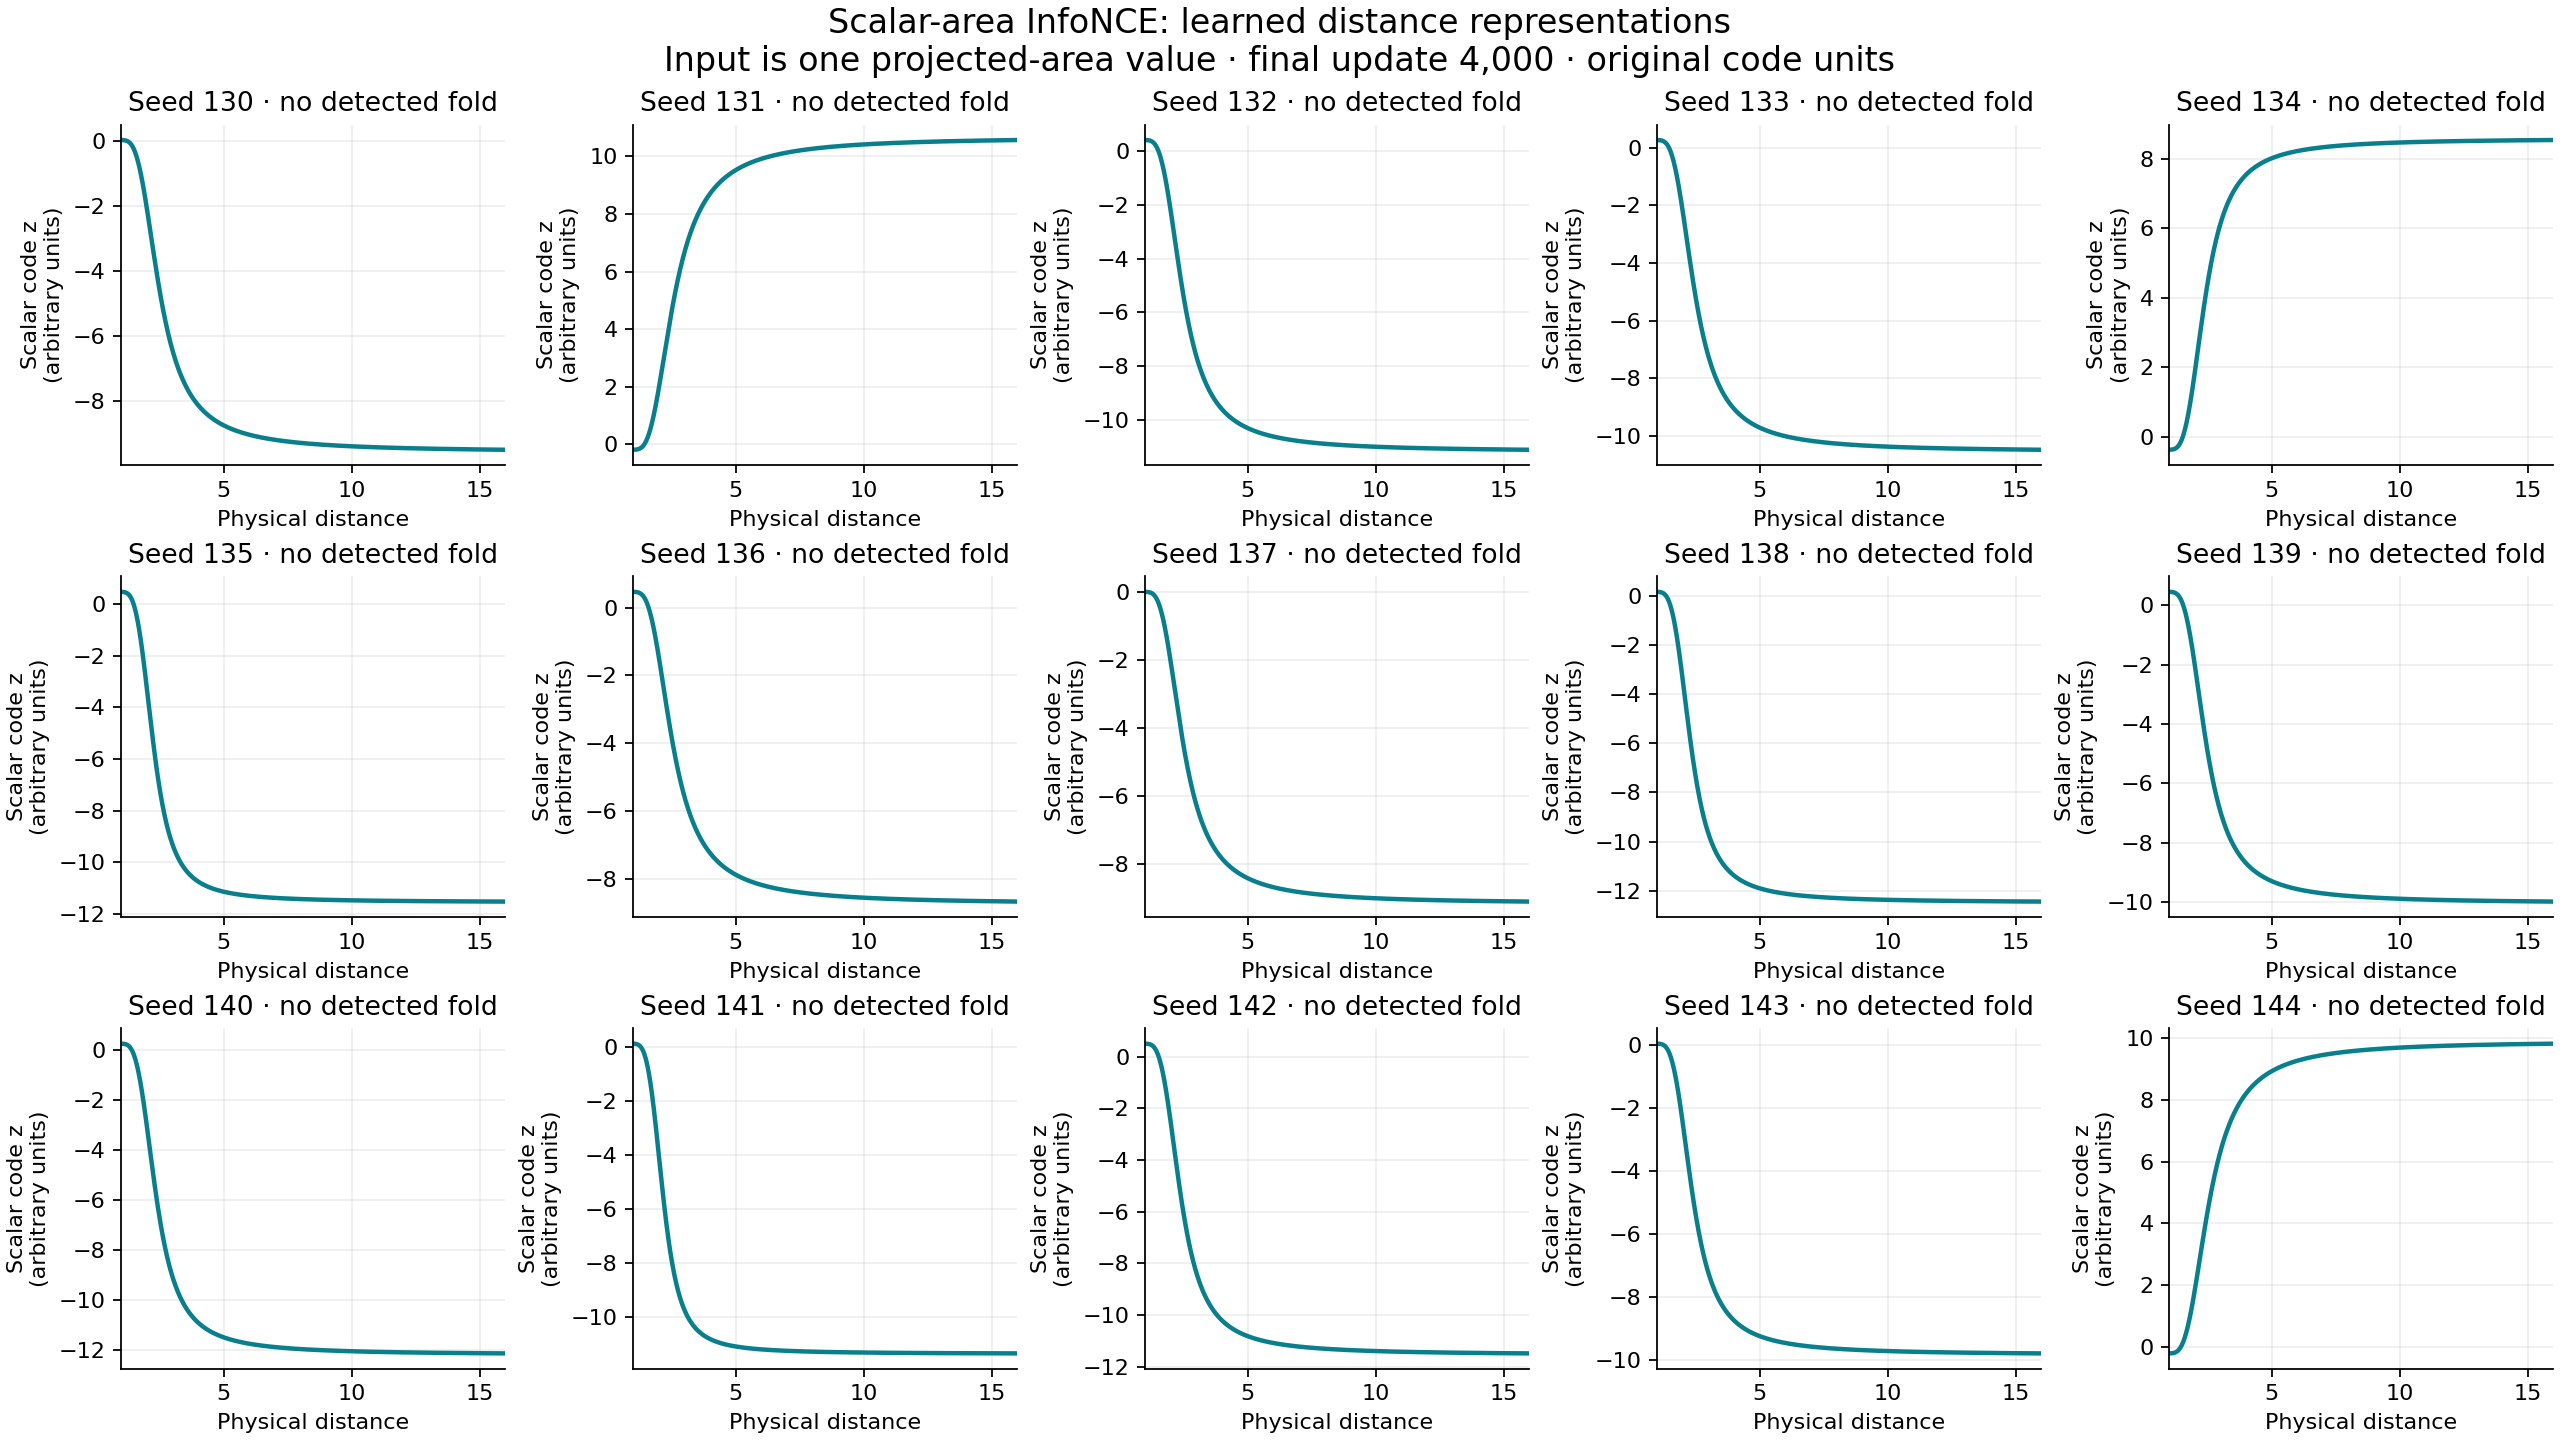 Scalar-area InfoNCE: learned distance representations
Input is one projected-area value · final update 4,000 · original code units
Seed 130 · no detected fold
Scalar code z
(arbitrary units)
0
−2
−4
−6
−8
5 10 15
Physical distance
Seed 131 · no detected fold
Scalar code z
(arbitrary units)
10
8
6
4
2
0
5 10 15
Physical distance
Seed 132 · no detected fold
Scalar code z
(arbitrary units)
0
−2
−4
−6
−8
−10
5 10 15
Physical distance
Seed 133 · no detected fold
Scalar code z
(arbitrary units)
0
−2
−4
−6
−8
−10
5 10 15
Physical distance
Seed 134 · no detected fold
Scalar code z
(arbitrary units)
8
6
4
2
0
5 10 15
Physical distance
Seed 135 · no detected fold
Scalar code z
(arbitrary units)
0
−2
−4
−6
−8
−10
−12
5 10 15
Physical distance
Seed 136 · no detected fold
Scalar code z
(arbitrary units)
0
−2
−4
−6
−8
5 10 15
Physical distance
Seed 137 · no detected fold
Scalar code z
(arbitrary units)
0
−2
−4
−6
−8
5 10 15
Physical distance
Seed 138 · no detected fold
Scalar code z
(arbitrary units)
0
−2
−4
−6
−8
−10
−12
5 10 15
Physical distance
Seed 139 · no detected fold
Scalar code z
(arbitrary units)
0
−2
−4
−6
−8
−10
5 10 15
Physical distance
Seed 140 · no detected fold
Scalar code z
(arbitrary units)
0
−2
−4
−6
−8
−10
−12
5 10 15
Physical distance
Seed 141 · no detected fold
Scalar code z
(arbitrary units)
0
−2
−4
−6
−8
−10
5 10 15
Physical distance
Seed 142 · no detected fold
Scalar code z
(arbitrary units)
0
−2
−4
−6
−8
−10
−12
5 10 15
Physical distance
Seed 143 · no detected fold
Scalar code z
(arbitrary units)
0
−2
−4
−6
−8
−10
5 10 15
Physical distance
Seed 144 · no detected fold
Scalar code z
(arbitrary units)
10
8
6
4
2
0
5 10 15
Physical distance